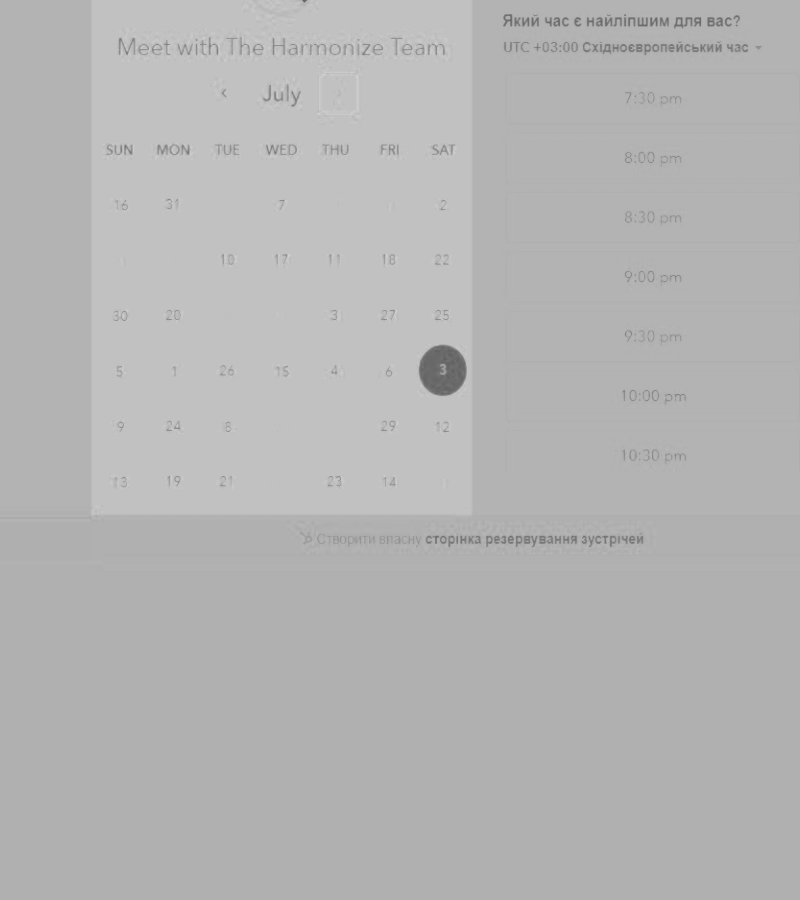 Meet with The Harmonize Team
‹ July
SUN MON TUE WED THU FRI SAT
16 31 7 2
10 17 11 18 22
30 20 3 27 25
5 1 26 15 4 6 3
9 24 8 29 12
13 19 21 23 14
Який час є найліпшим для вас?
UTC +03:00 Східноєвропейський час
7:30 pm
8:00 pm
8:30 pm
9:00 pm
9:30 pm
10:00 pm
10:30 pm
Створити власну сторінка резервування зустрічей